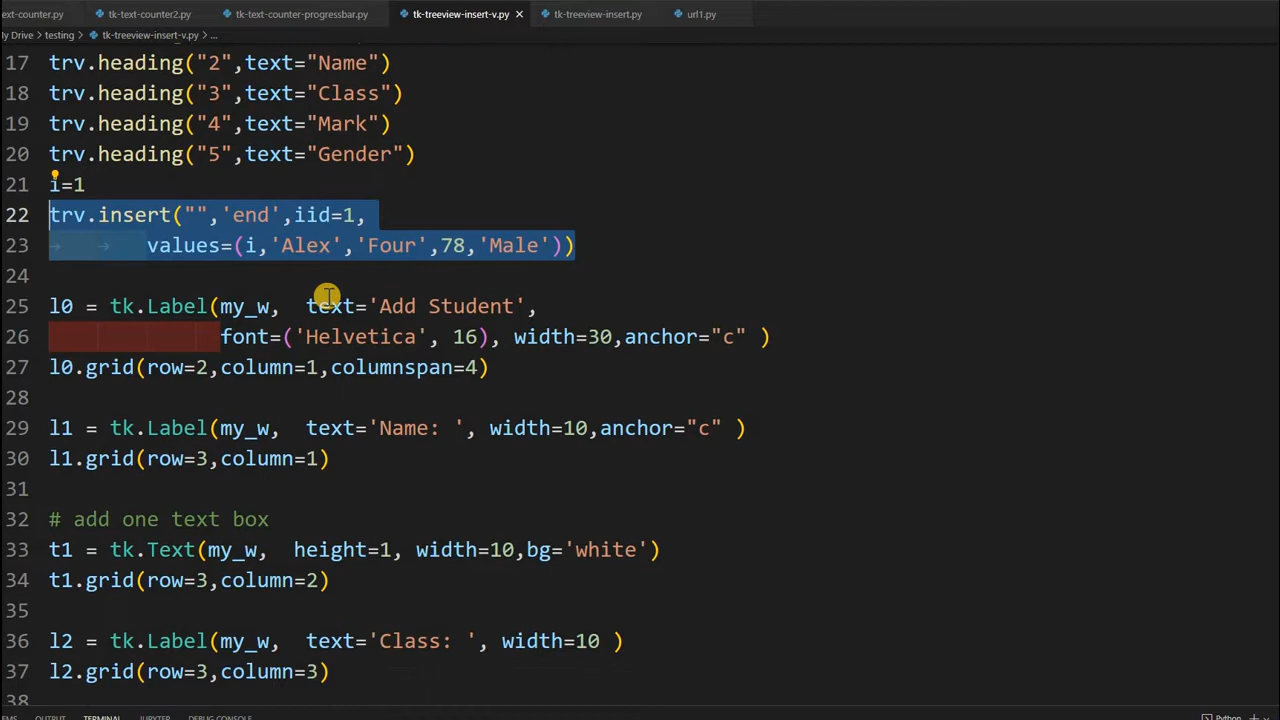 xt-counter.py tk-text-counter2.py tk-text-counter-progressbar.py tk-treeview-insert-v.py × tk-treeview-insert.py url1.py
My Drive > testing > tk-treeview-insert-v.py > ...
17 trv.heading("2",text="Name")
18 trv.heading("3",text="Class")
19 trv.heading("4",text="Mark")
20 trv.heading("5",text="Gender")
21 i=1
22 trv.insert("",'end',iid=1,
23 values=(i,'Alex','Four',78,'Male'))
24
25 l0 = tk.Label(my_w,  text='Add Student',
26 font=('Helvetica', 16), width=30,anchor="c" )
27 l0.grid(row=2,column=1,columnspan=4)
28
29 l1 = tk.Label(my_w,  text='Name: ', width=10,anchor="c" )
30 l1.grid(row=3,column=1)
31
32 # add one text box
33 t1 = tk.Text(my_w,  height=1, width=10,bg='white')
34 t1.grid(row=3,column=2)
35
36 l2 = tk.Label(my_w,  text='Class: ', width=10 )
37 l2.grid(row=3,column=3)
38
EMS OUTPUT TERMINAL JUPYTER DEBUG CONSOLE Python